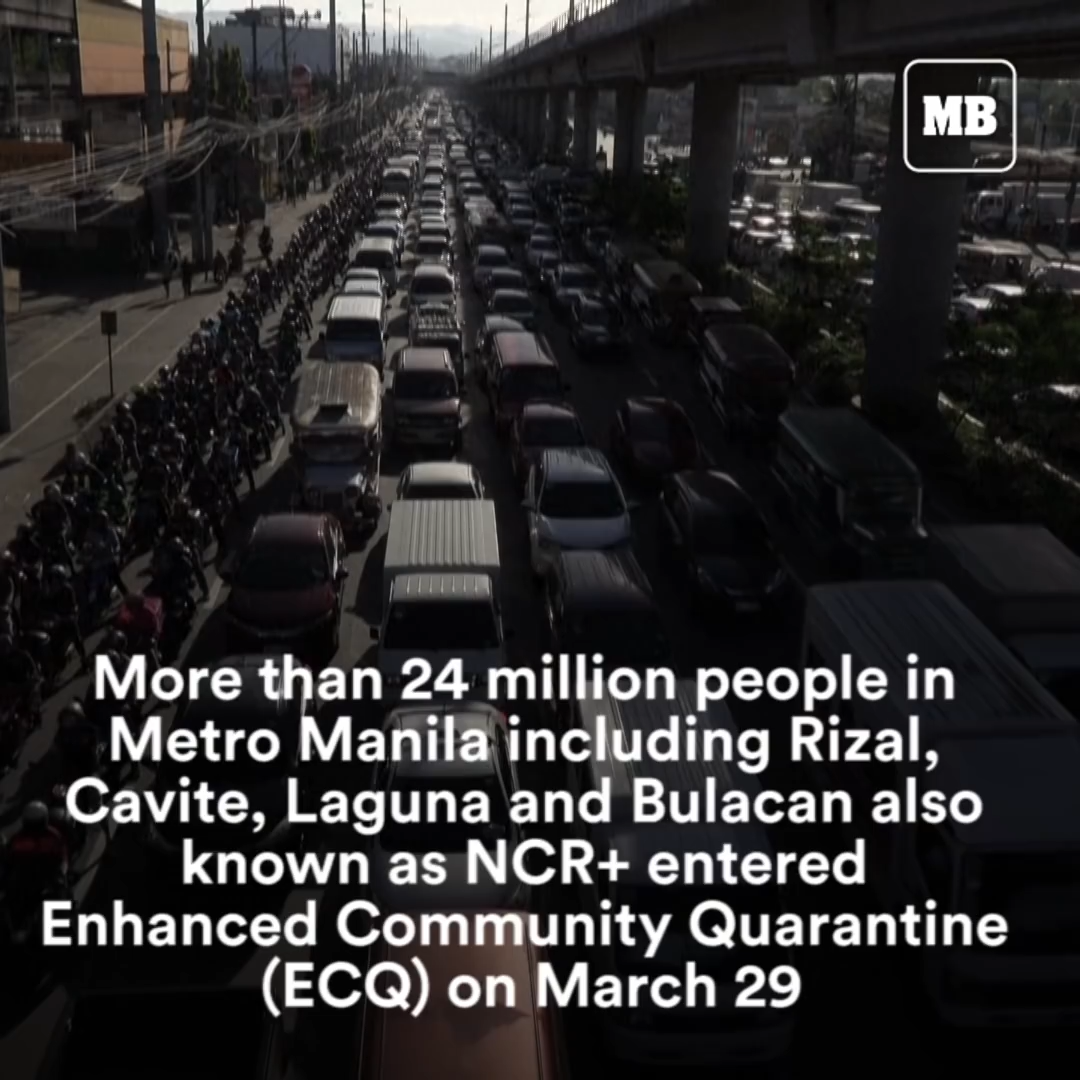 MB
More than 24 million people in
Metro Manila including Rizal,
Cavite, Laguna and Bulacan also
known as NCR+ entered
Enhanced Community Quarantine
(ECQ) on March 29